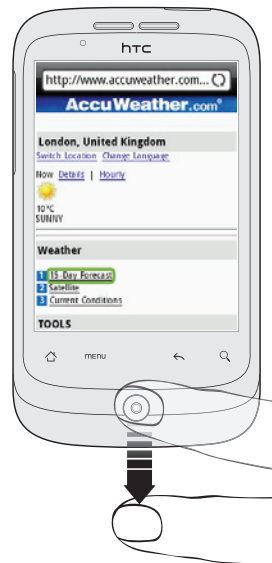 hTC
http://www.accuweather.com...
AccuWeather.com®
London, United Kingdom
Switch Location Change Language
Now Details | Hourly
10°C
SUNNY
Weather
1 15-Day Forecast
2 Satellite
3 Current Conditions
TOOLS
MENU